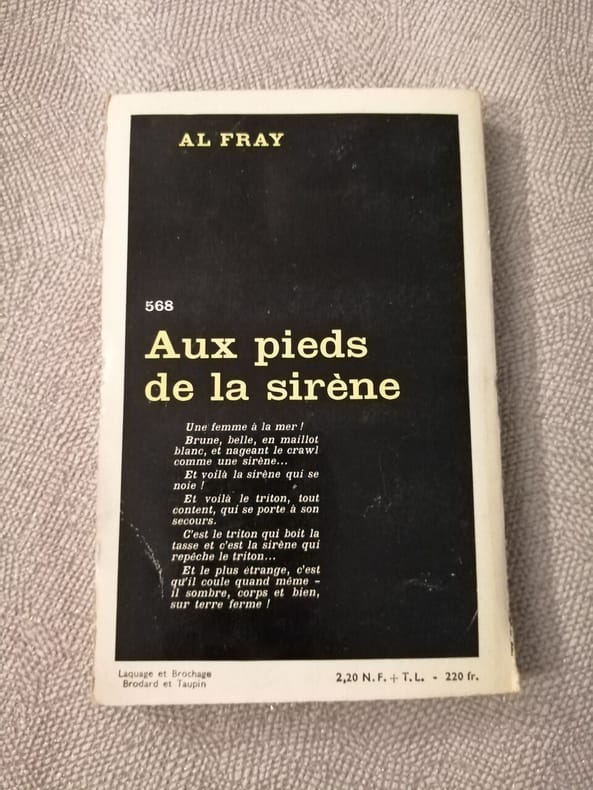 AL FRAY
568
Aux pieds
de la sirène
Une femme à la mer !
Brune, belle, en maillot
blanc, et nageant le crawl
comme une sirène...
Et voilà la sirène qui se
noie !
Et voilà le triton, tout
content, qui se porte à son
secours.
C'est le triton qui boit la
tasse et c'est la sirène qui
repêche le triton...
Et le plus étrange, c'est
qu'il coule quand même –
il sombre, corps et bien,
sur terre ferme !
Laquage et Brochage
Brodard et Taupin
2,20 N. F. + T. L. - 220 fr.